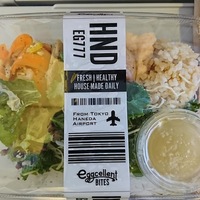 HND
EG777
FRESH | HEALTHY
HOUSE MADE DAILY
FROM TOKYO
HANEDA
AIRPORT
Eggcellent
BITES